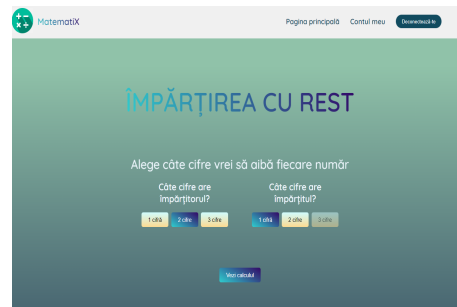 MatematiX
Pagina principală Contul meu Deconectează-te
ÎMPĂRȚIREA CU REST
Alege câte cifre vrei să aibă fiecare număr
Câte cifre are
împărțitorul?
1 cifră 2 cifre 3 cifre
Câte cifre are
împărțitul?
1 cifră 2 cifre 3 cifre
Vezi calculul